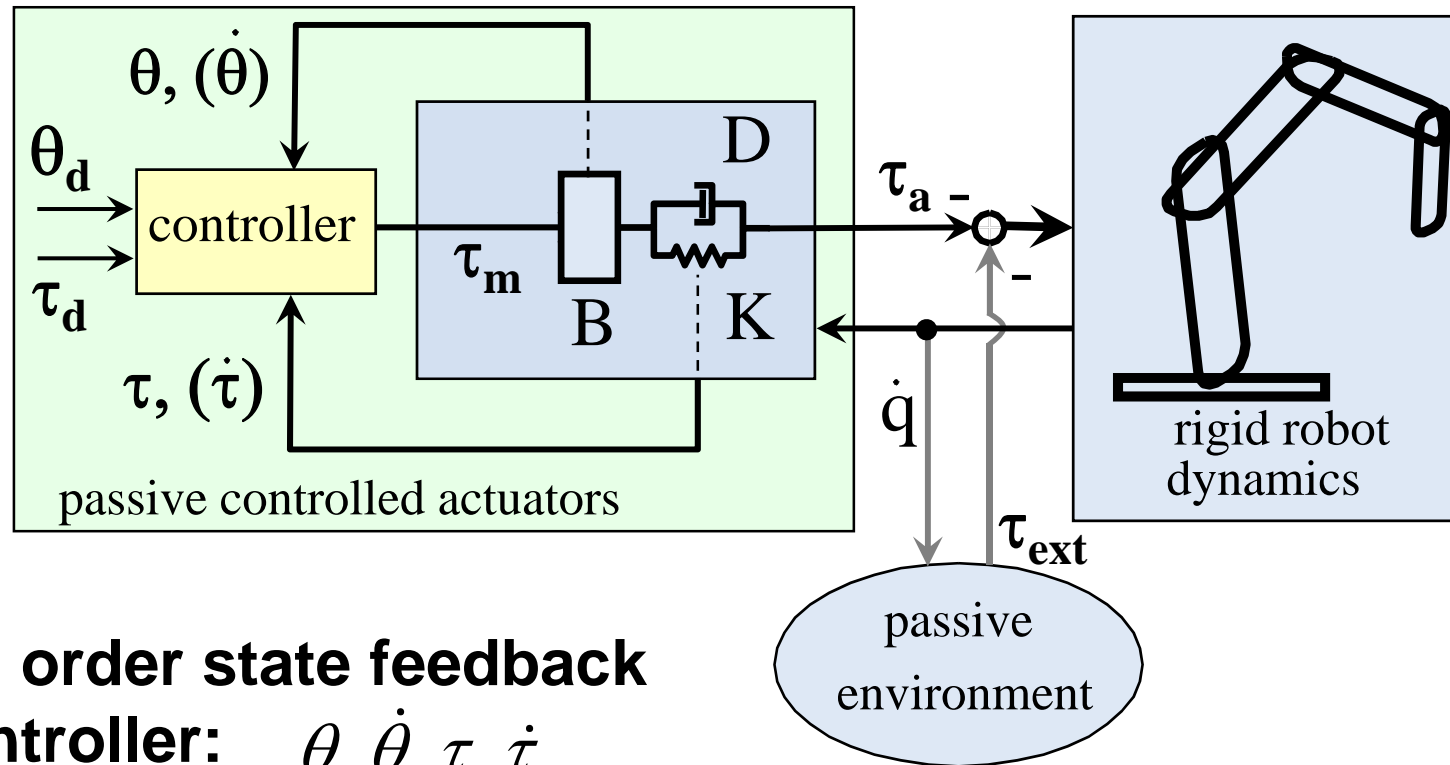 θ, (θ̇)
θd
controller
τd
τm
D
B
K
τa -
-
τ, (τ̇)
passive controlled actuators
q̇
rigid robot
dynamics
τext
passive
environment
order state feedback
ntroller: θ θ̇ τ τ̇